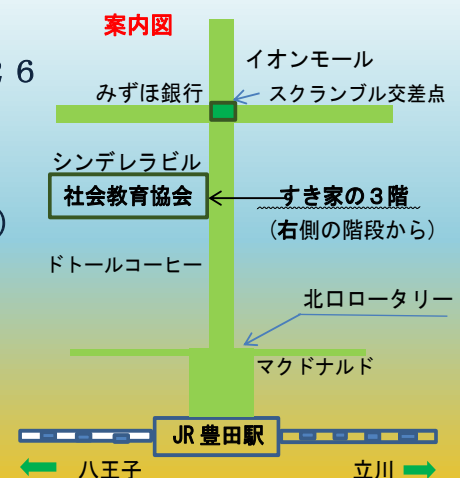 案内図
26
イオンモール
みずほ銀行
スクランブル交差点
シンデレラビル
社会教育協会
すき家の3階
)
(右側の階段から)
ドトールコーヒー
北口ロータリー
マクドナルド
JR豊田駅
八王子
立川